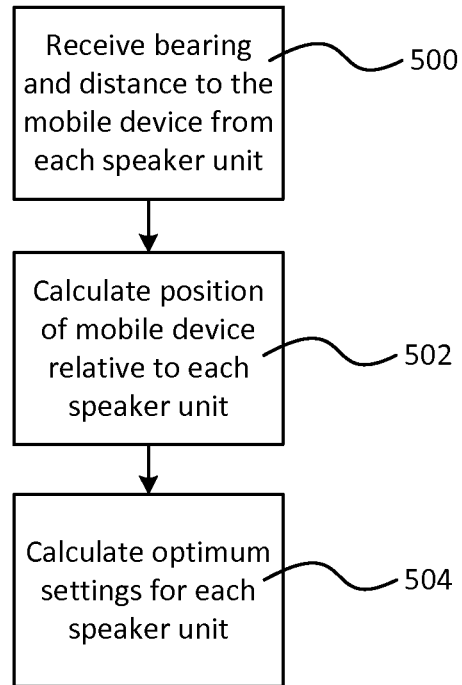 Receive bearing
and distance to the
mobile device from
each speaker unit
500
Calculate position
of mobile device
relative to each
speaker unit
502
Calculate optimum
settings for each
speaker unit
504